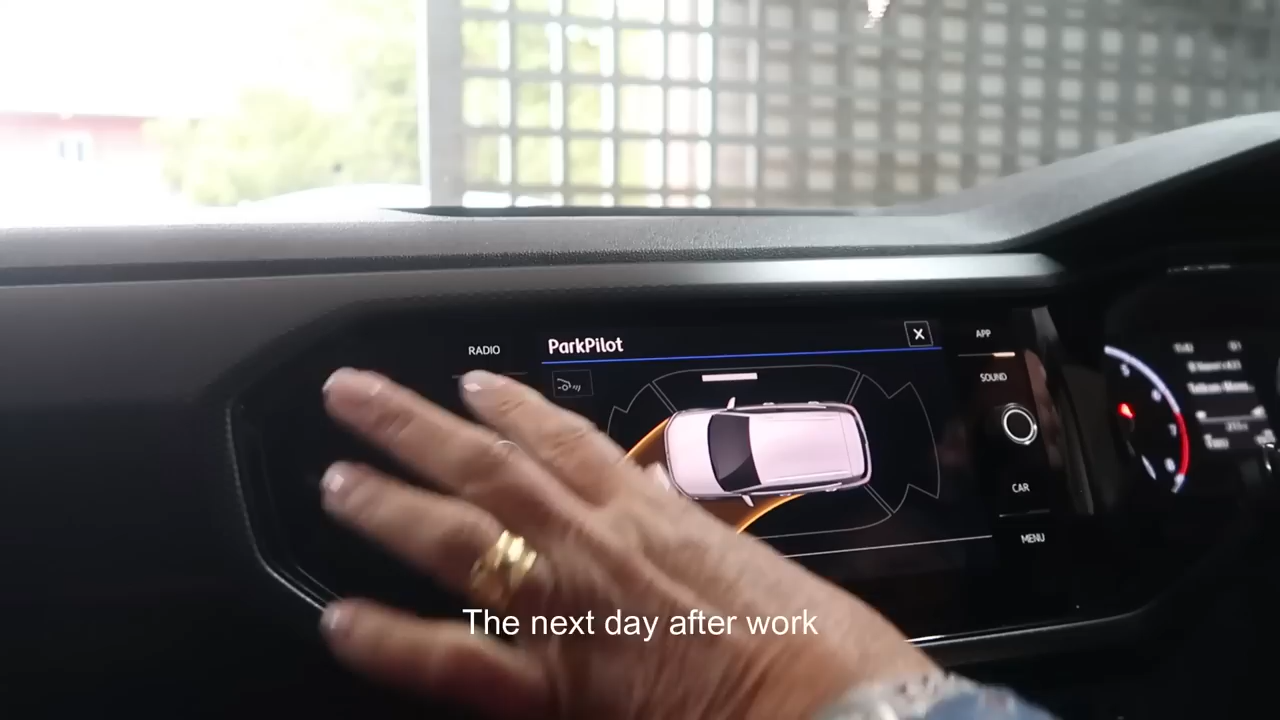 RADIO
ParkPilot
X
APP
SOUND
CAR
MENU
The next day after work